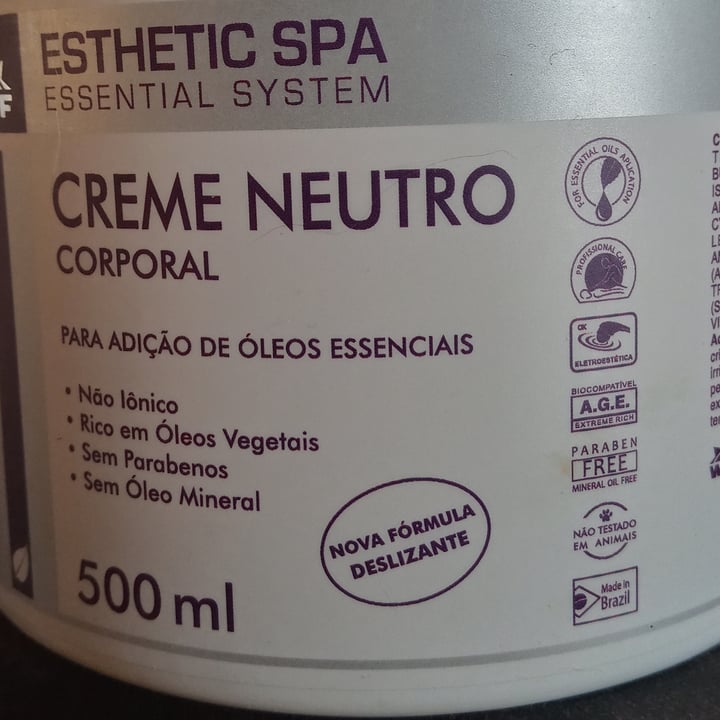 ESTHETIC SPA
ESSENTIAL SYSTEM
CREME NEUTRO
CORPORAL
PARA ADIÇÃO DE ÓLEOS ESSENCIAIS
• Não Iônico
• Rico em Óleos Vegetais
• Sem Parabenos
• Sem Óleo Mineral
NOVA FÓRMULA
DESLIZANTE
500 ml
FOR ESSENTIAL OILS APLICATION
PROFISSIONAL CARE
OK
ELETROESTÉTICA
BIOCOMPATÍVEL
A.G.E.
EXTREME RICH
PARABEN
FREE
MINERAL OIL FREE
NÃO TESTADO
EM ANIMAIS
Made in
Brazil